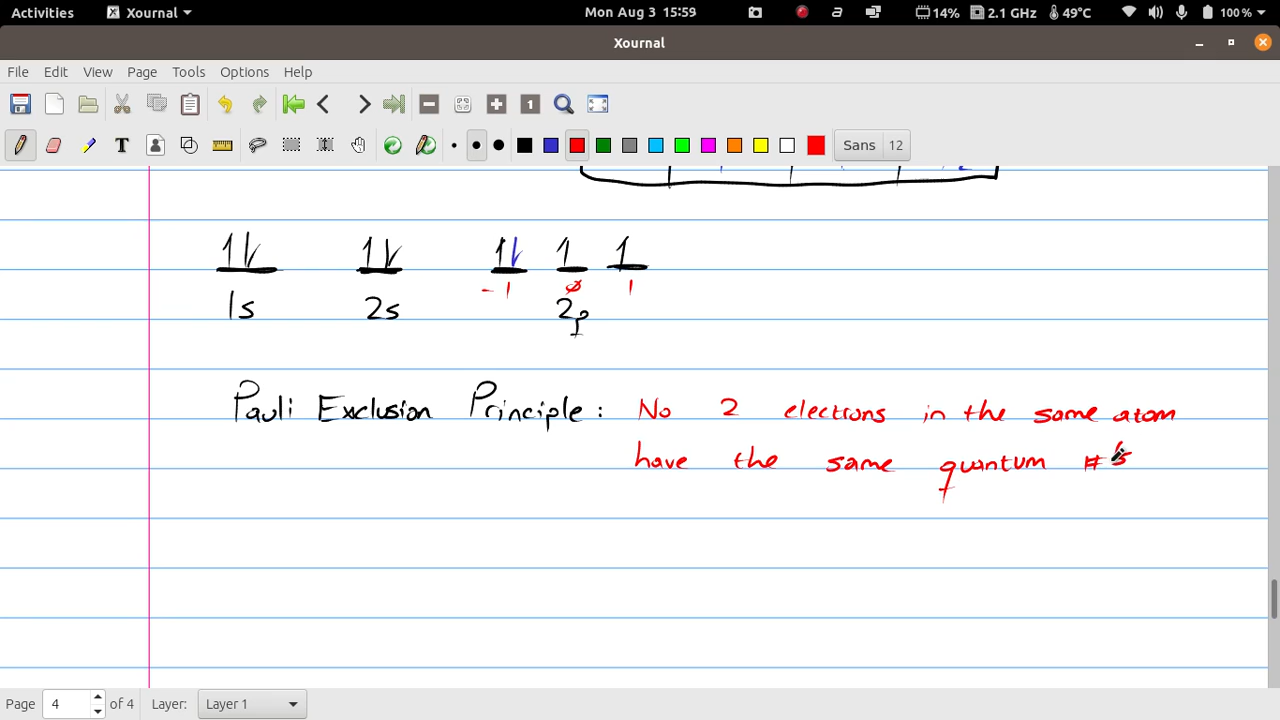 Activities Xournal Mon Aug 3 15:59 a 14% 2.1 GHz 49°C 100 %
Xournal
File Edit View Page Tools Options Help
1 T Sans 12
1s 2s 2p
-1 0 1
Pauli Exclusion Principle: No 2 electrons in the same atom
have the same quantum #s
Page 4 of 4 Layer: Layer 1